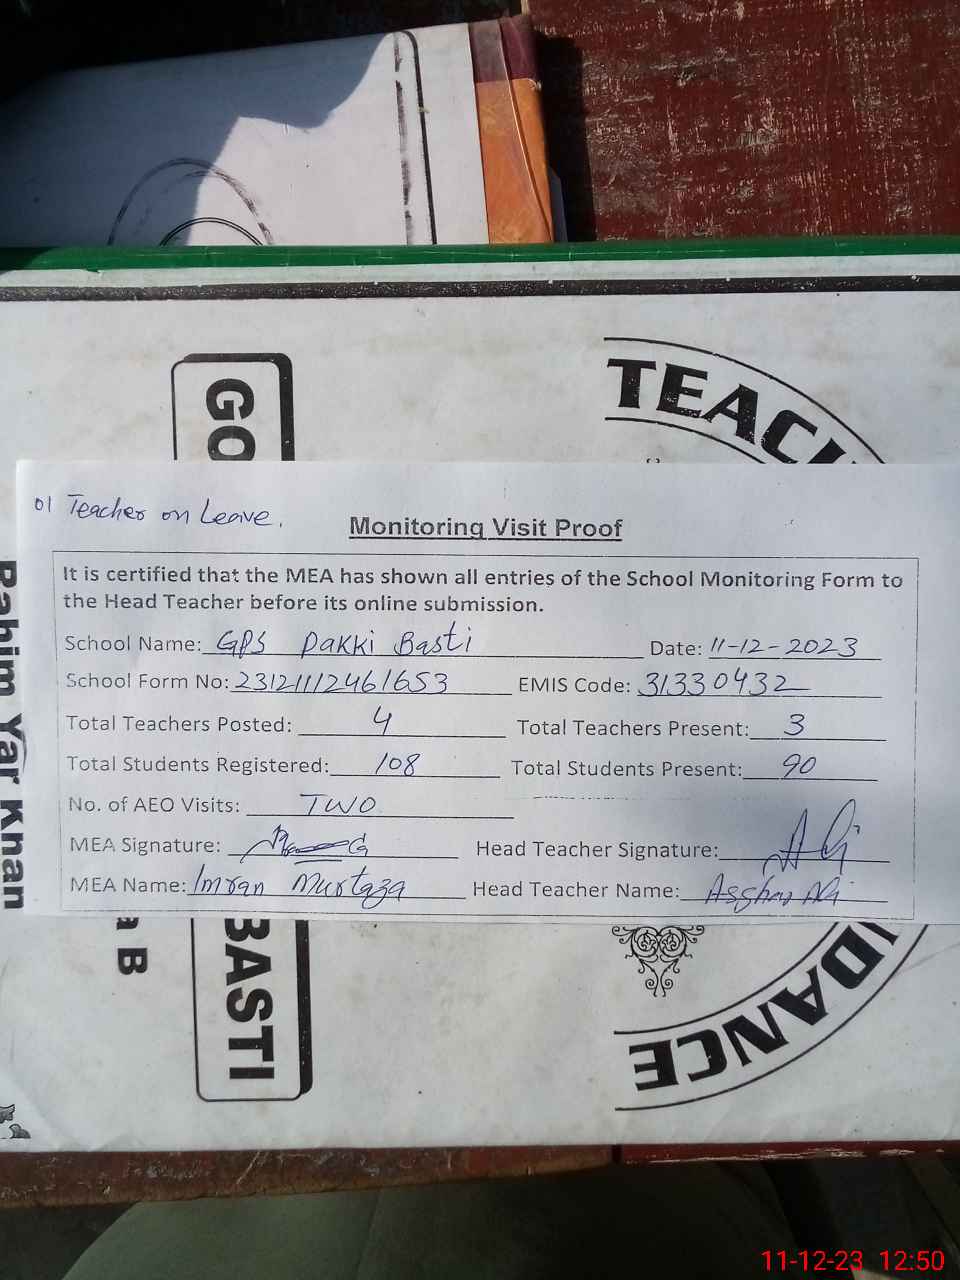 TEAC
GO
01 Teacher on Leave.
Monitoring Visit Proof
It is certified that the MEA has shown all entries of the School Monitoring Form to
the Head Teacher before its online submission.
School Name: GPS Pakki Basti Date: 11-12-2023
School Form No: 23121112461653 EMIS Code: 31330432
Total Teachers Posted: 4 Total Teachers Present: 3
Total Students Registered: 108 Total Students Present: 90
No. of AEO Visits: TWO
MEA Signature: Head Teacher Signature: Ali
MEA Name: Imran Murtaza Head Teacher Name: Asghar Ali
Rahim Yar Khan
a B
BASTI
DANCE
11-12-23 12:50